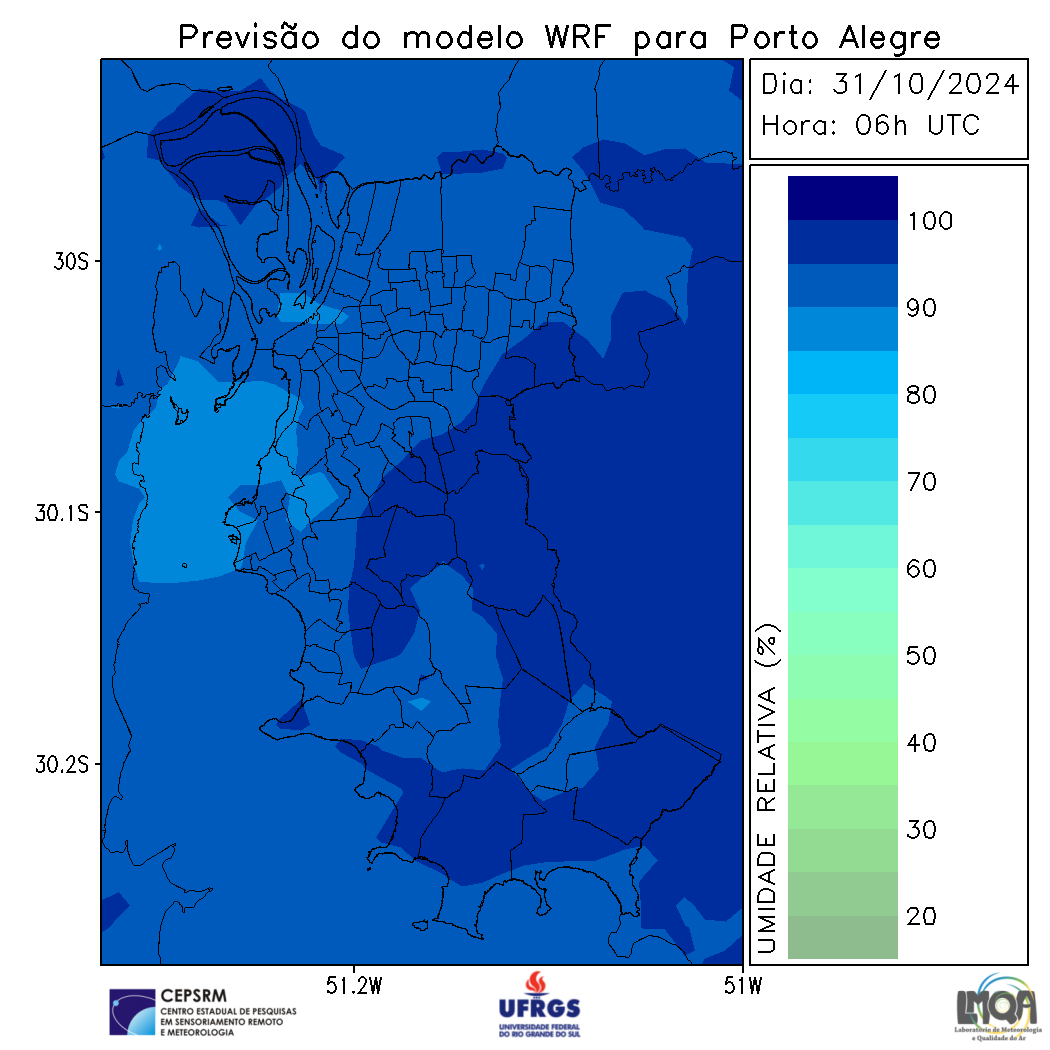 Previsão do modelo WRF para Porto Alegre
Dia: 31/10/2024
Hora: 06h UTC
30S
30.1S
30.2S
51.2W
51W
100
90
80
70
60
50
40
30
20
UMIDADE RELATIVA (%)
CEPSRM
CENTRO ESTADUAL DE PESQUISAS
EM SENSORIAMENTO REMOTO
E METEOROLOGIA
UFRGS
UNIVERSIDADE FEDERAL
DO RIO GRANDE DO SUL
LMQA
Laboratório de Meteorologia
e Qualidade do Ar